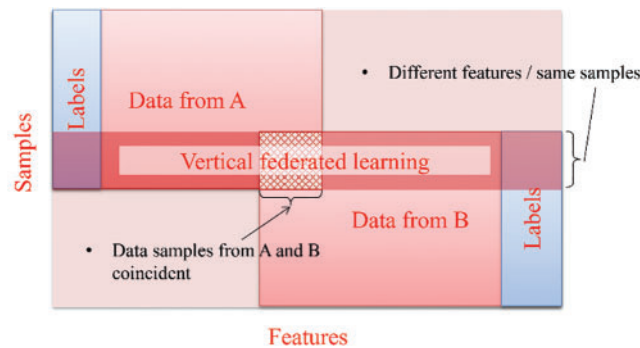 Labels
Data from A
• Different features / same samples
Samples
Vertical federated learning
Data from B
Labels
• Data samples from A and B
coincident
Features